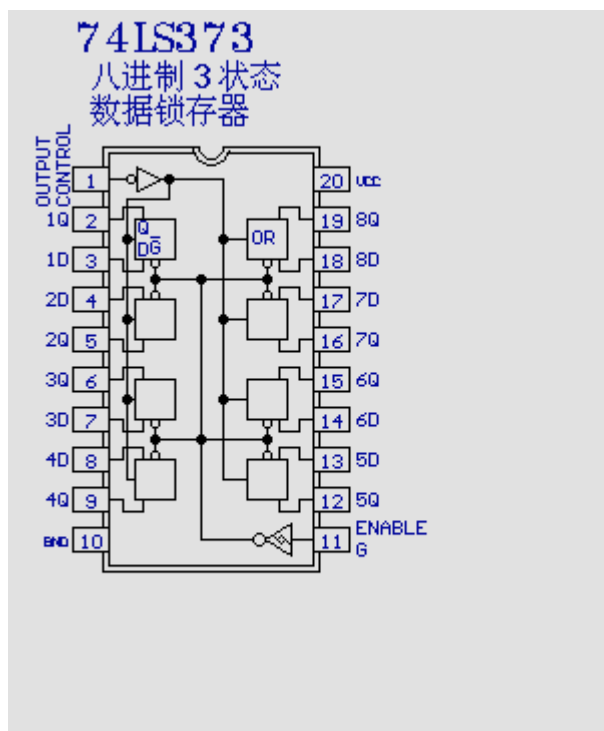 74LS373
八进制 3 状态
数据锁存器
OUTPUT
CONTROL
1 20 VCC
1Q 2 19 8Q
Q OR
1D 3 DG̅ 18 8D
2D 4 17 7D
2Q 5 16 7Q
3Q 6 15 6Q
3D 7 14 6D
4D 8 13 5D
4Q 9 12 5Q
GND 10 11 ENABLE
G